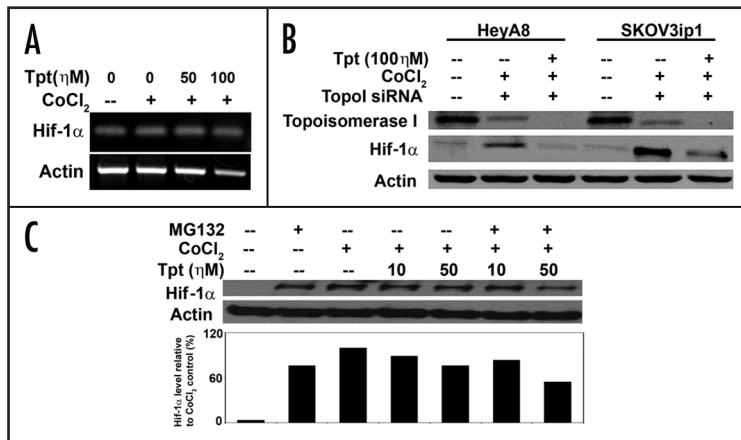 A
Tpt(ηM) 0 0 50 100
CoCl2 -- + + +
Hif-1α
Actin
B
HeyA8 SKOV3ip1
Tpt (100ηM) -- -- + -- -- +
CoCl2 -- + + -- + +
TopoI siRNA -- + + -- + +
Topoisomerase I
Hif-1α
Actin
C
MG132 -- + -- -- -- + +
CoCl2 -- -- + + + + +
Tpt (ηM) -- -- -- 10 50 10 50
Hif-1α
Actin
Hif-1α level relative
to CoCl2 control (%)
120
60
0